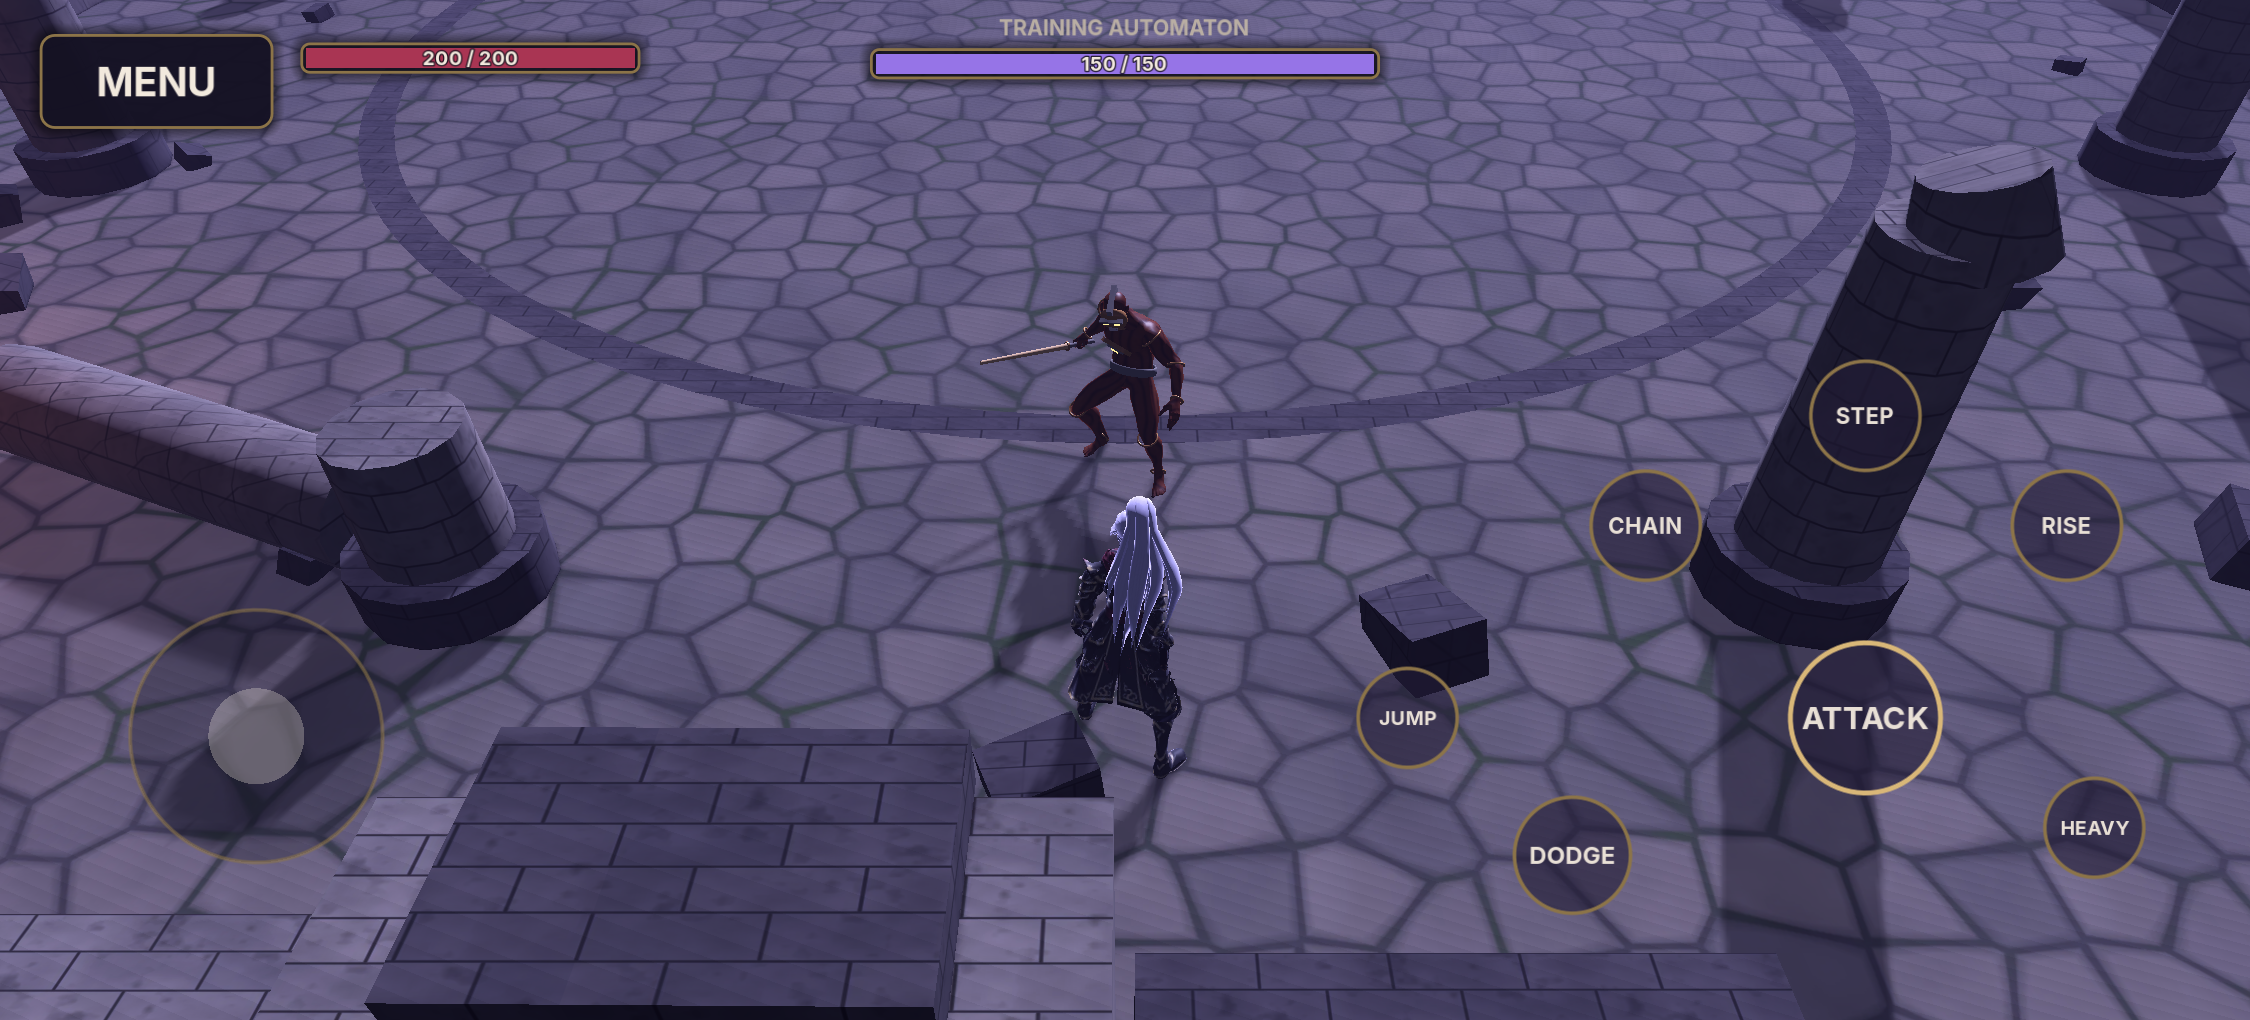 TRAINING AUTOMATON
MENU
200 / 200
150 / 150
STEP
CHAIN
RISE
JUMP
ATTACK
HEAVY
DODGE